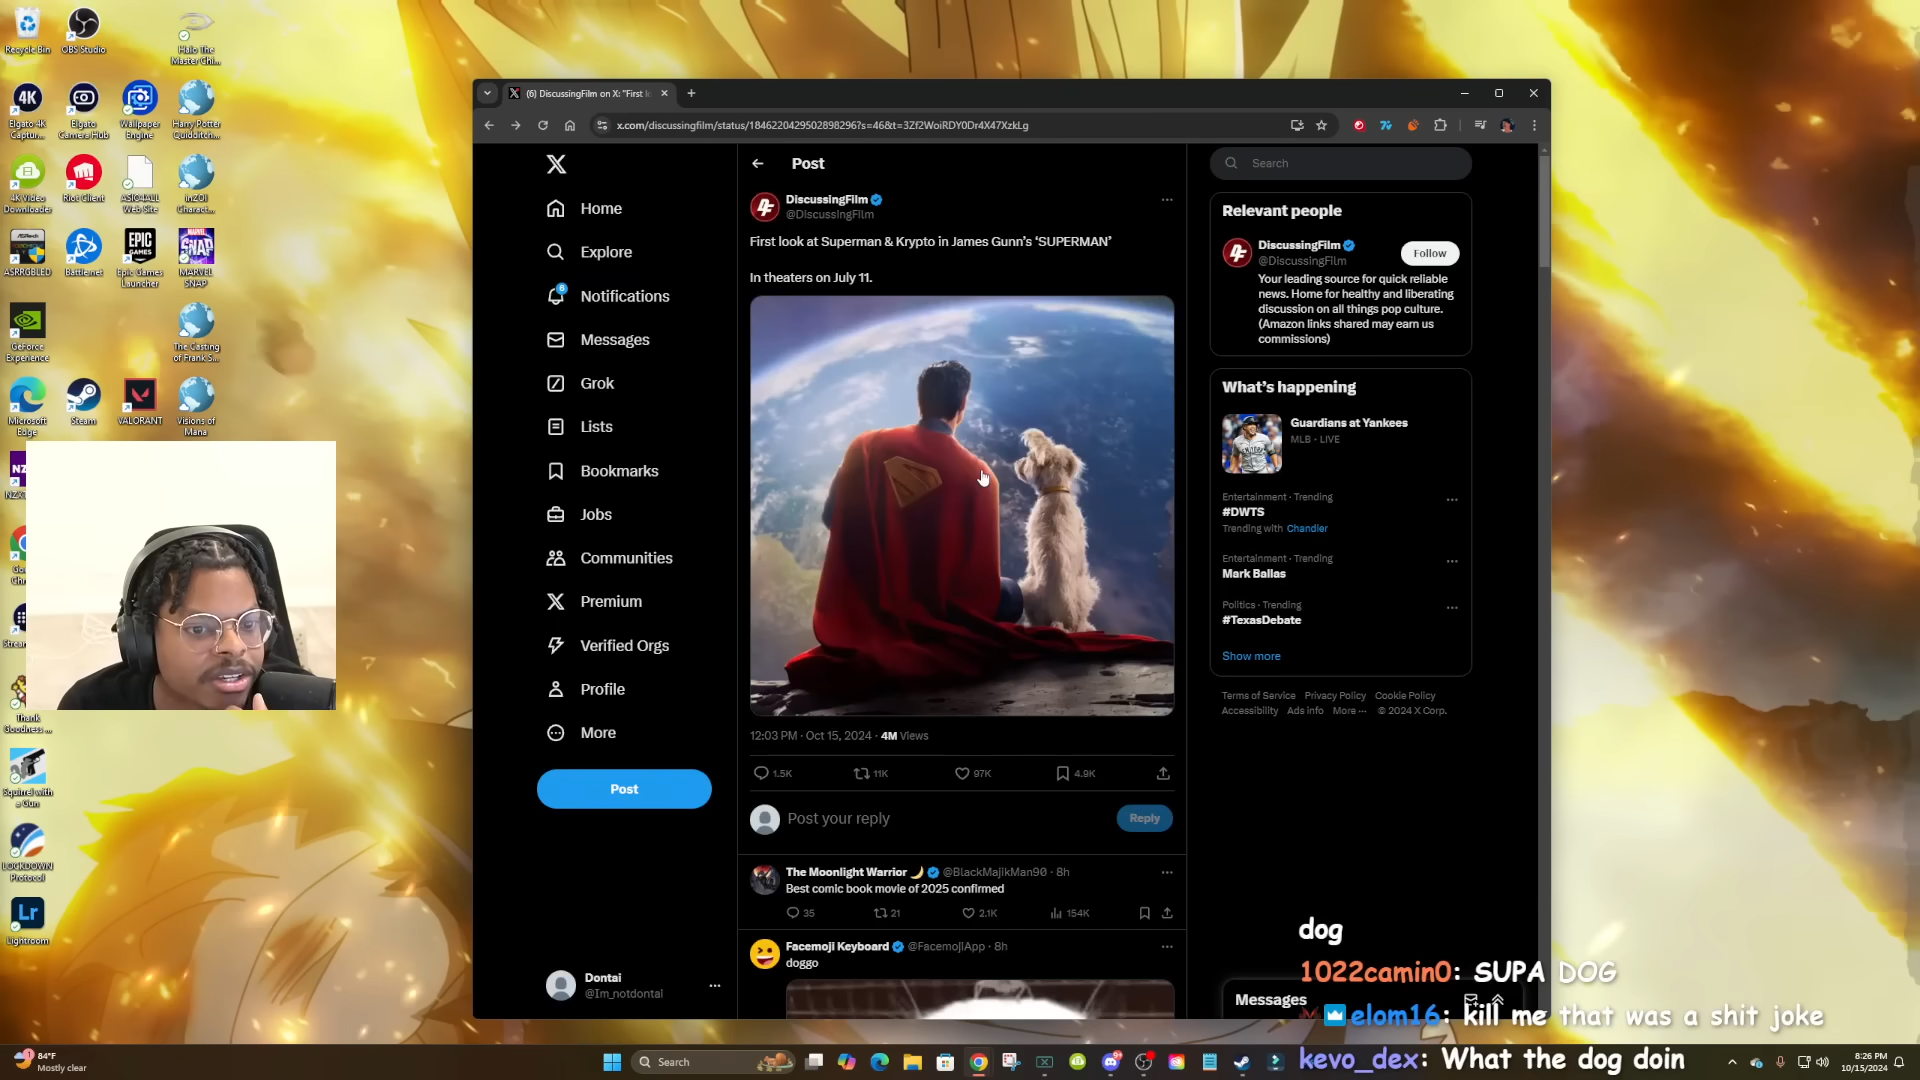 Recycle Bin
OBS Studio
Halo The
Master Chi...
Elgato 4K
Captur...
Elgato
Camera Hub
Wallpaper
Engine
Harry Potter
Quidditch...
4K Video
Downloader
Riot Client
ASIO4ALL
Web Site
inZOI
Charact...
ASRRGBLED
Battle.net
Epic Games
Launcher
MARVEL
SNAP
GeForce
Experience
The Casting
of Frank S...
Microsoft
Edge
Steam
VALORANT
Visions of
Mana
Thank
Goodness ...
Squirrel with
a Gun
LOCKDOWN
Protocol
Lightroom
(6) DiscussingFilm on X: "First l
x.com/discussingfilm/status/1846220429502898296?s=46&t=3Zf2WoiRDY0Dr4X47XzkLg
Home
Explore
6
Notifications
Messages
Grok
Lists
Bookmarks
Jobs
Communities
Premium
Verified Orgs
Profile
More
Post
Dontai
@Im_notdontai
Post
DiscussingFilm
@DiscussingFilm
First look at Superman & Krypto in James Gunn's 'SUPERMAN'
In theaters on July 11.
12:03 PM · Oct 15, 2024 · 4M Views
1.5K 11K 97K 4.9K
Post your reply
Reply
The Moonlight Warrior @BlackMajikMan90 · 8h
Best comic book movie of 2025 confirmed
35 21 2.1K 154K
Facemoji Keyboard @FacemojiApp · 8h
doggo
Search
Relevant people
DiscussingFilm
@DiscussingFilm
Follow
Your leading source for quick reliable
news. Home for healthy and liberating
discussion on all things pop culture.
(Amazon links shared may earn us
commissions)
What's happening
Guardians at Yankees
MLB · LIVE
Entertainment · Trending
#DWTS
Trending with Chandler
Entertainment · Trending
Mark Ballas
Politics · Trending
#TexasDebate
Show more
Terms of Service Privacy Policy Cookie Policy
Accessibility Ads info More ··· © 2024 X Corp.
Messages
dog
1022camin0: SUPA DOG
elom16: kill me that was a shit joke
kevo_dex: What the dog doin
84°F
Mostly clear
Search
8:26 PM
10/15/2024